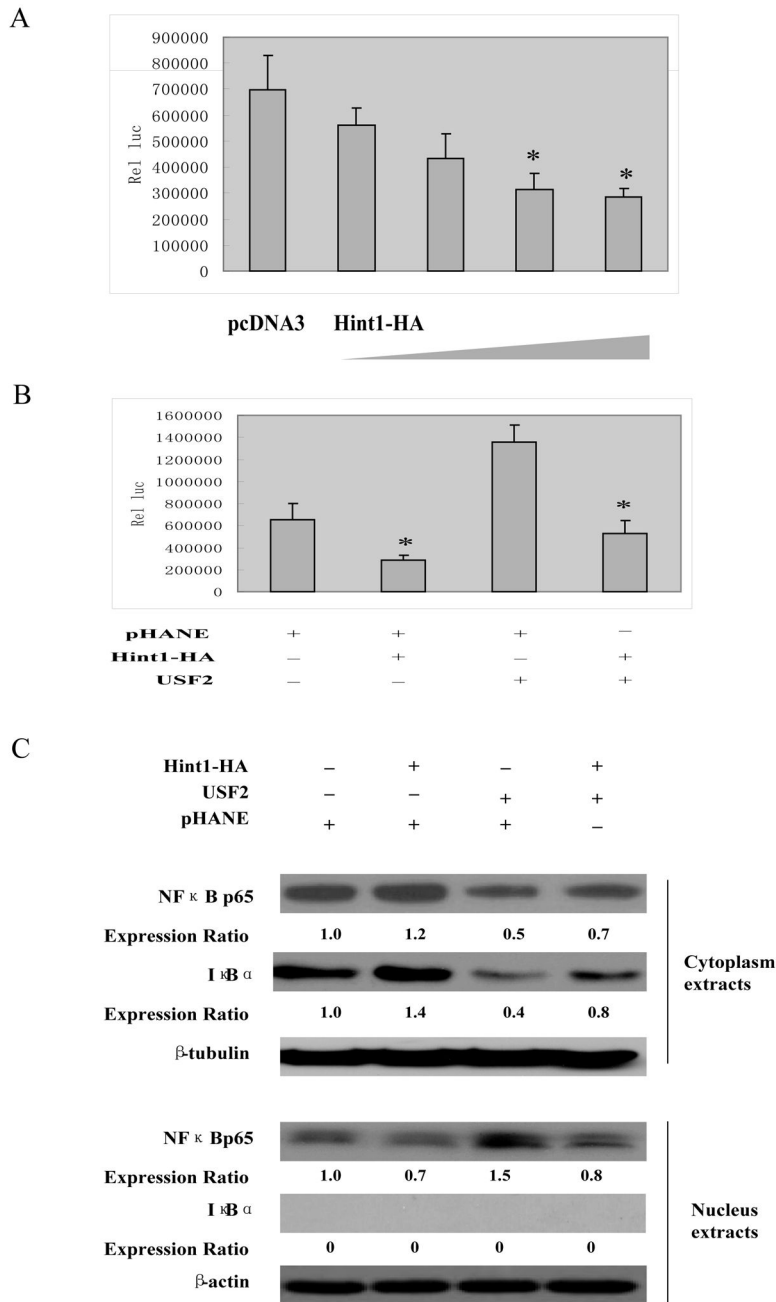 A
900000
800000
700000
600000
500000
400000
300000
200000
100000
0
Rel luc
* *
pcDNA3 Hint1-HA
B
1600000
1400000
1200000
1000000
800000
600000
400000
200000
0
Rel luc
* *
pHANE + + + −
Hint1-HA − + − +
USF2 − − + +
C
Hint1-HA − + − +
USF2 − − + +
pHANE + + + −
NFκB p65
Expression Ratio 1.0 1.2 0.5 0.7
IκBα
Expression Ratio 1.0 1.4 0.4 0.8
β-tubulin
Cytoplasm
extracts
NFκBp65
Expression Ratio 1.0 0.7 1.5 0.8
IκBα
Expression Ratio 0 0 0 0
β-actin
Nucleus
extracts